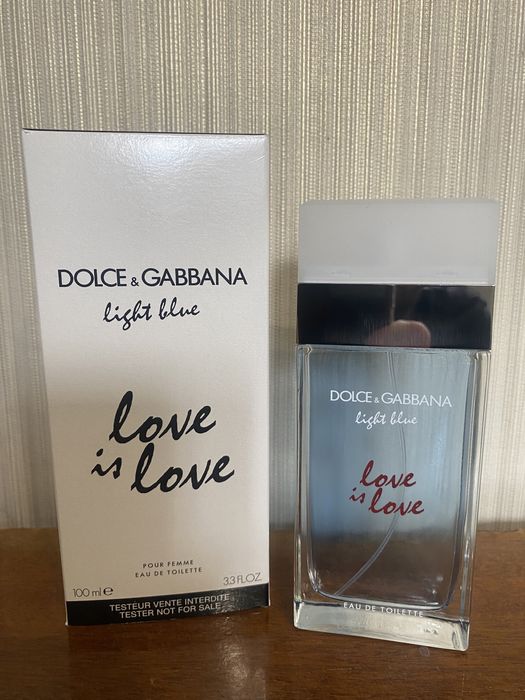 DOLCE & GABBANA
light blue
love
is love
POUR FEMME
EAU DE TOILETTE
100 ml e
3.3 FL.OZ.
TESTEUR VENTE INTERDITE
TESTER NOT FOR SALE
DOLCE & GABBANA
light blue
love
is love
EAU DE TOILETTE